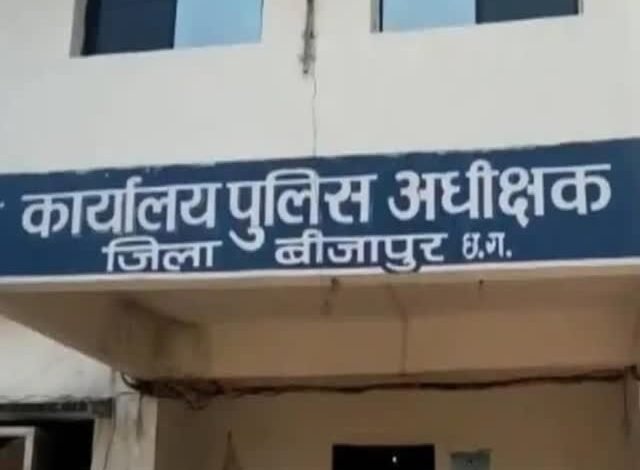 कार्यालय पुलिस अधीक्षक
जिला बीजापुर छ.ग.